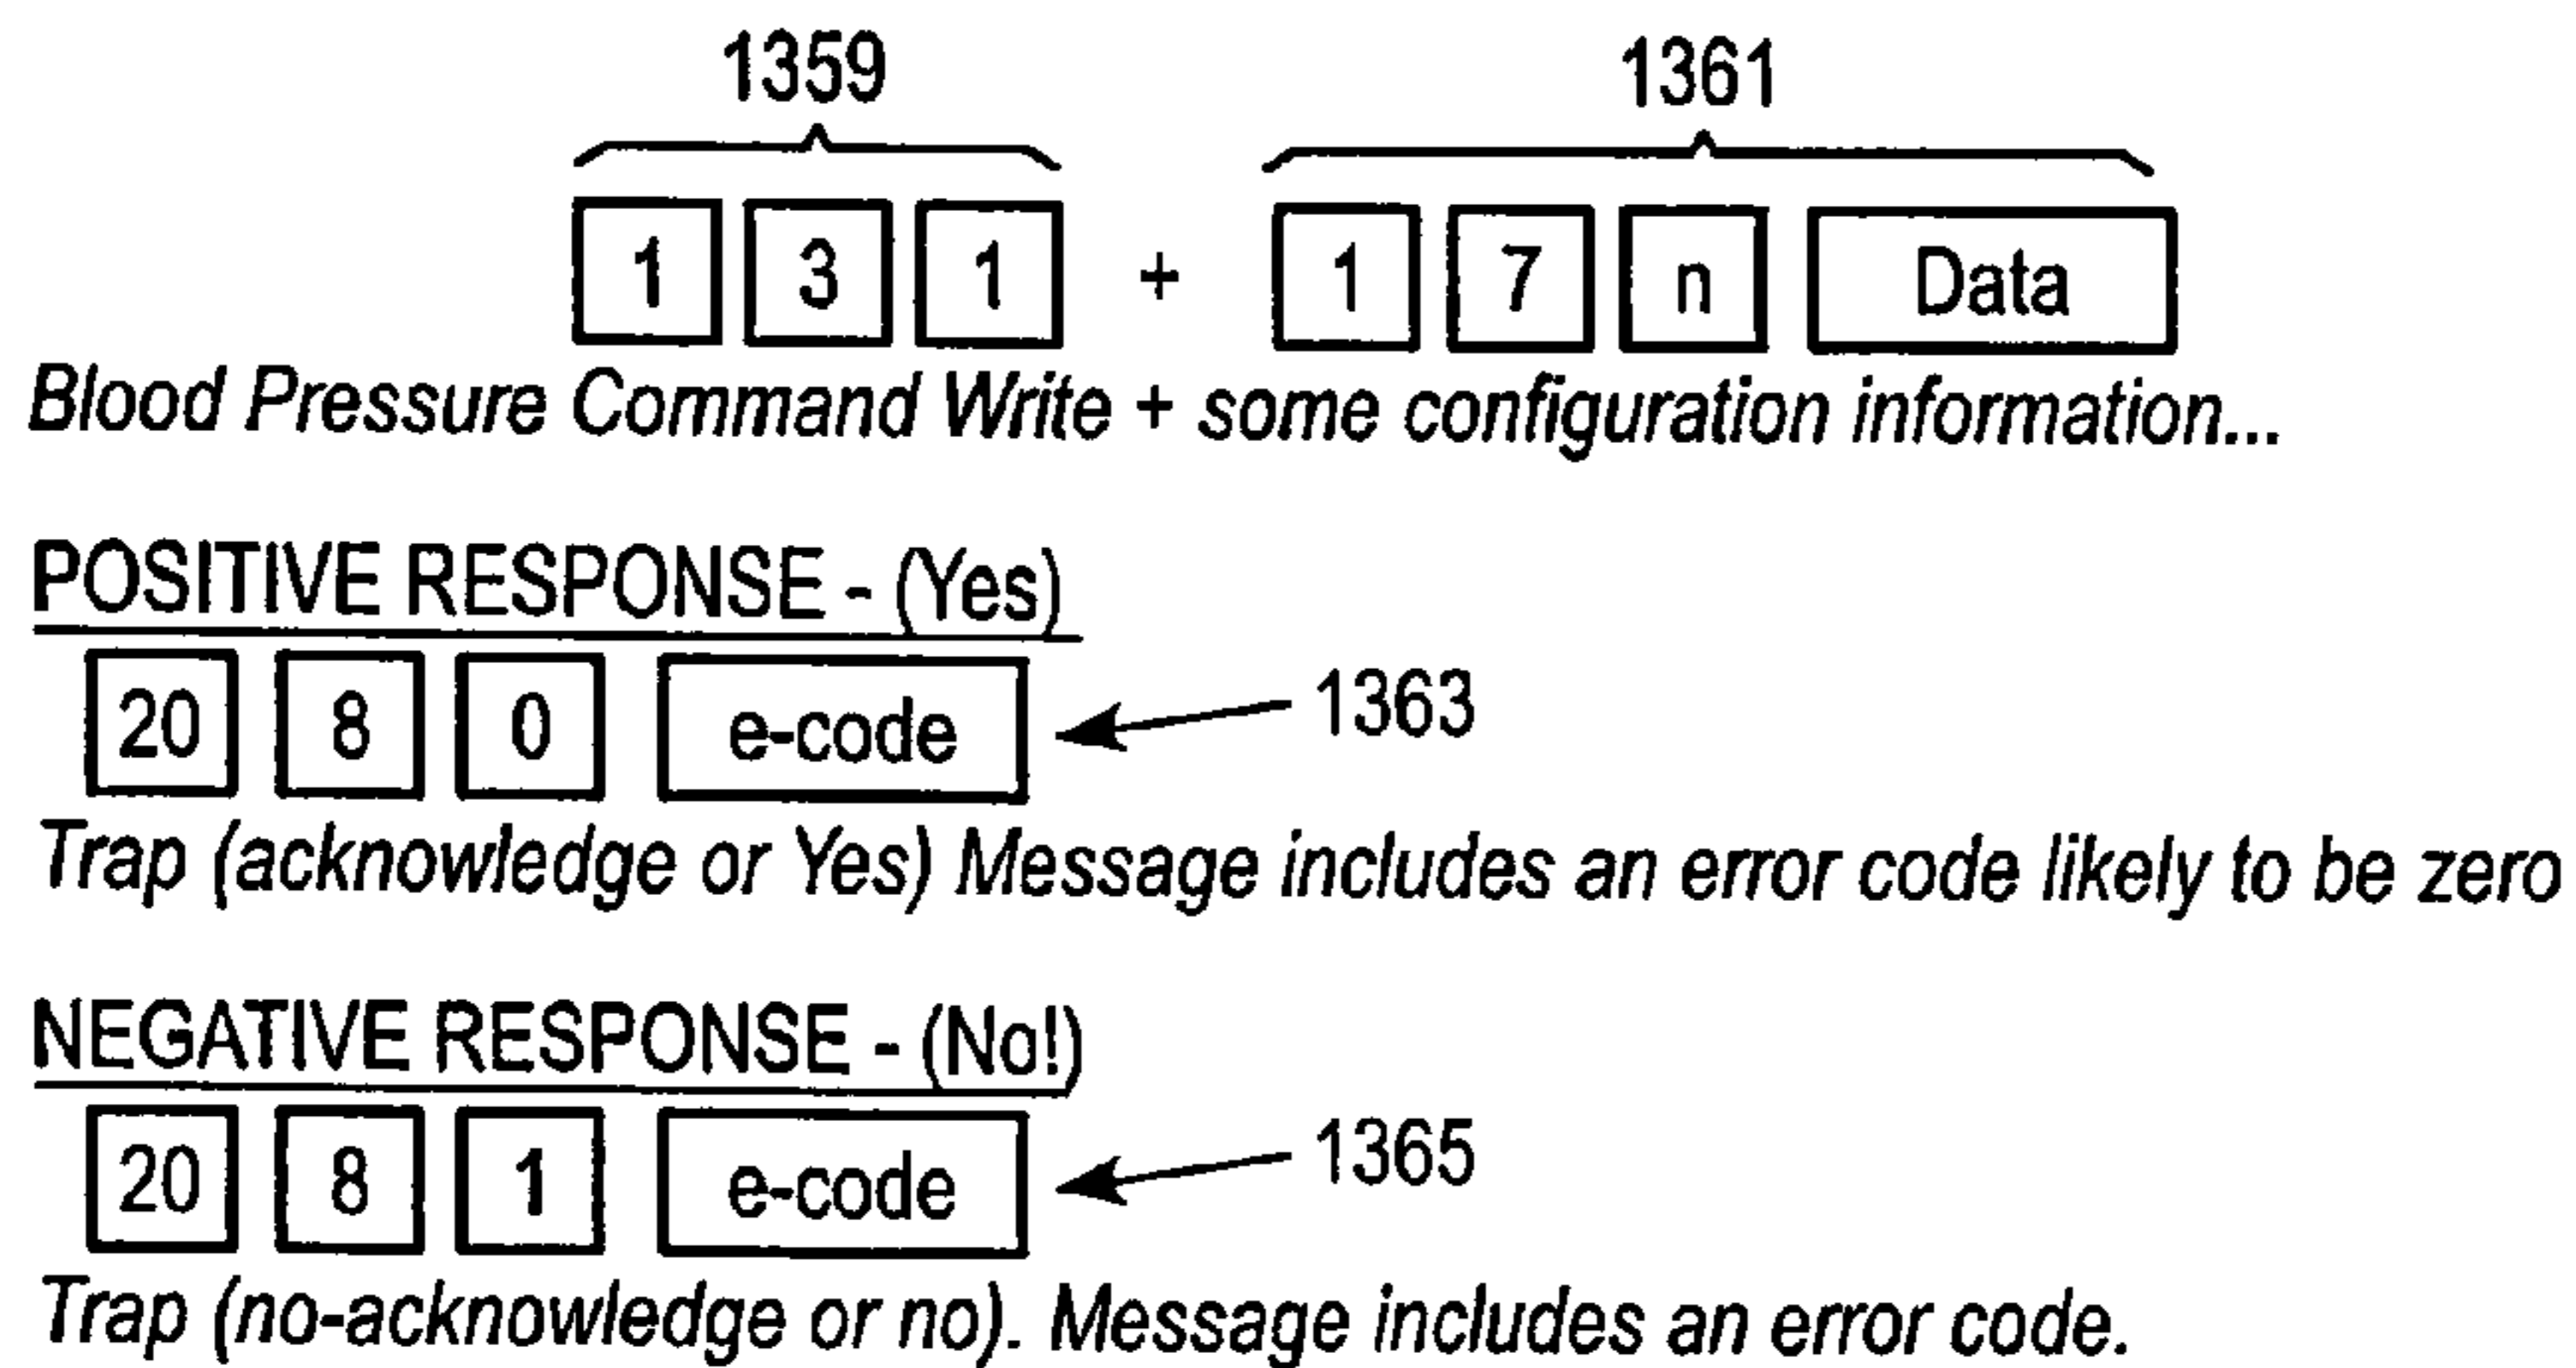 1359 1361
1 3 1 + 1 7 n Data
Blood Pressure Command Write + some configuration information...
POSITIVE RESPONSE - (Yes)
20 8 0 e-code 1363
Trap (acknowledge or Yes) Message includes an error code likely to be zero
NEGATIVE RESPONSE - (No!)
20 8 1 e-code 1365
Trap (no-acknowledge or no). Message includes an error code.